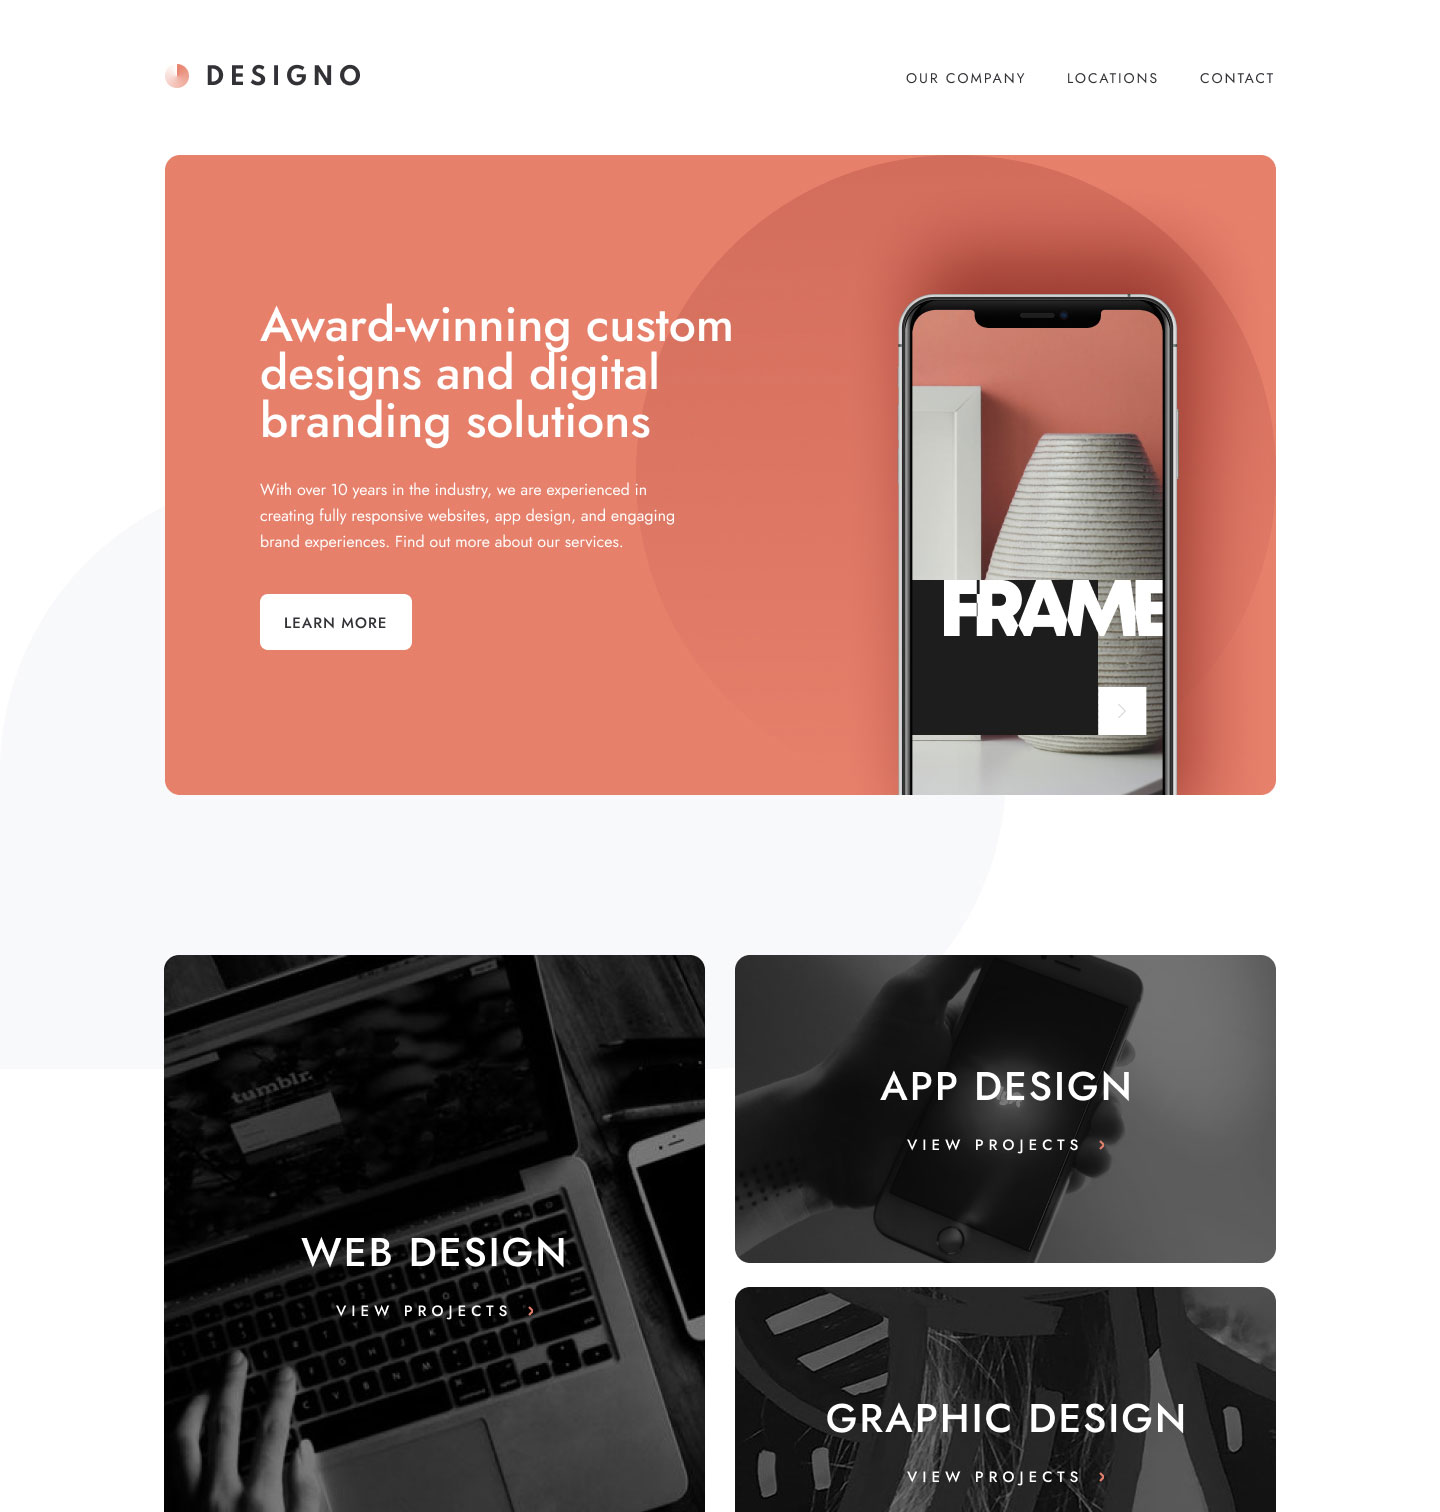 DESIGNO
OUR COMPANY
LOCATIONS
CONTACT
Award-winning custom
designs and digital
branding solutions
With over 10 years in the industry, we are experienced in
creating fully responsive websites, app design, and engaging
brand experiences. Find out more about our services.
LEARN MORE
FRAME
tumblr.
WEB DESIGN
VIEW PROJECTS
APP DESIGN
VIEW PROJECTS
GRAPHIC DESIGN
VIEW PROJECTS